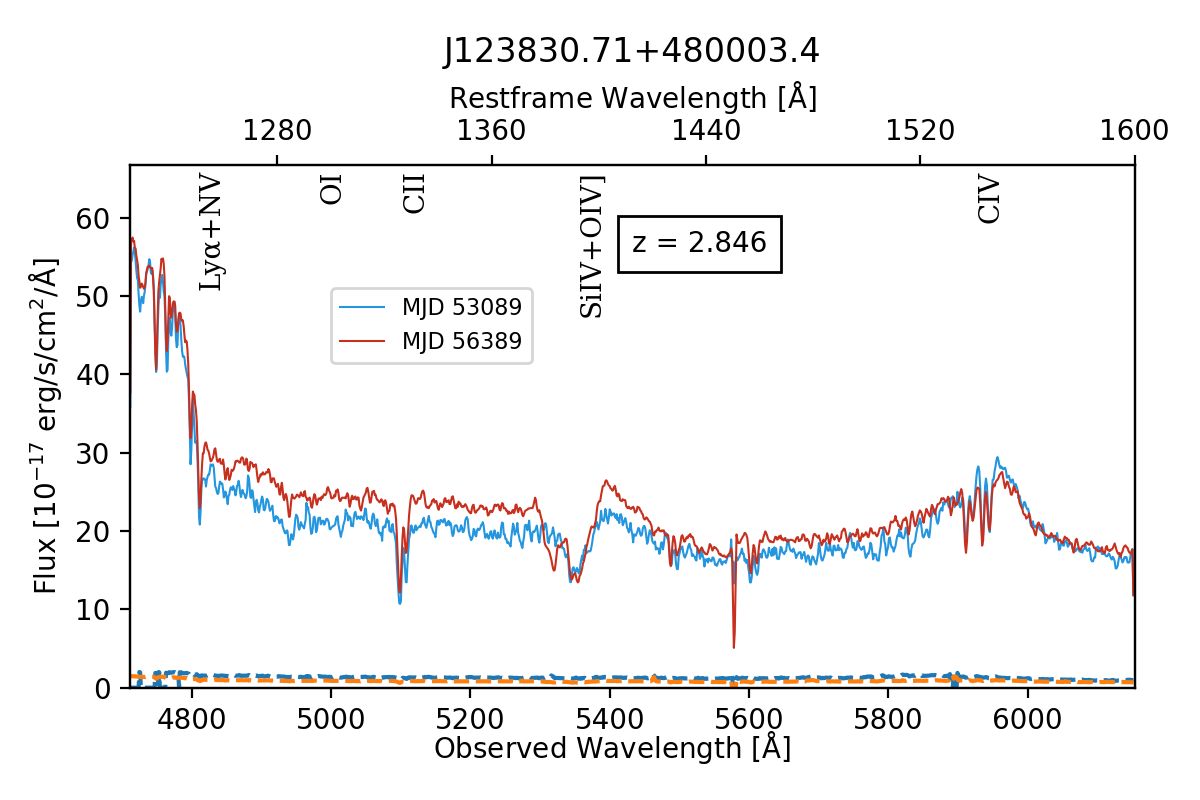 J123830.71+480003.4
Restframe Wavelength [Å]
1280 1360 1440 1520 1600
Lyα+NV
OI
CII
SiIV+OIV]
CIV
z = 2.846
MJD 53089
MJD 56389
Flux [10⁻¹⁷ erg/s/cm²/Å]
60
50
40
30
20
10
0
4800 5000 5200 5400 5600 5800 6000
Observed Wavelength [Å]